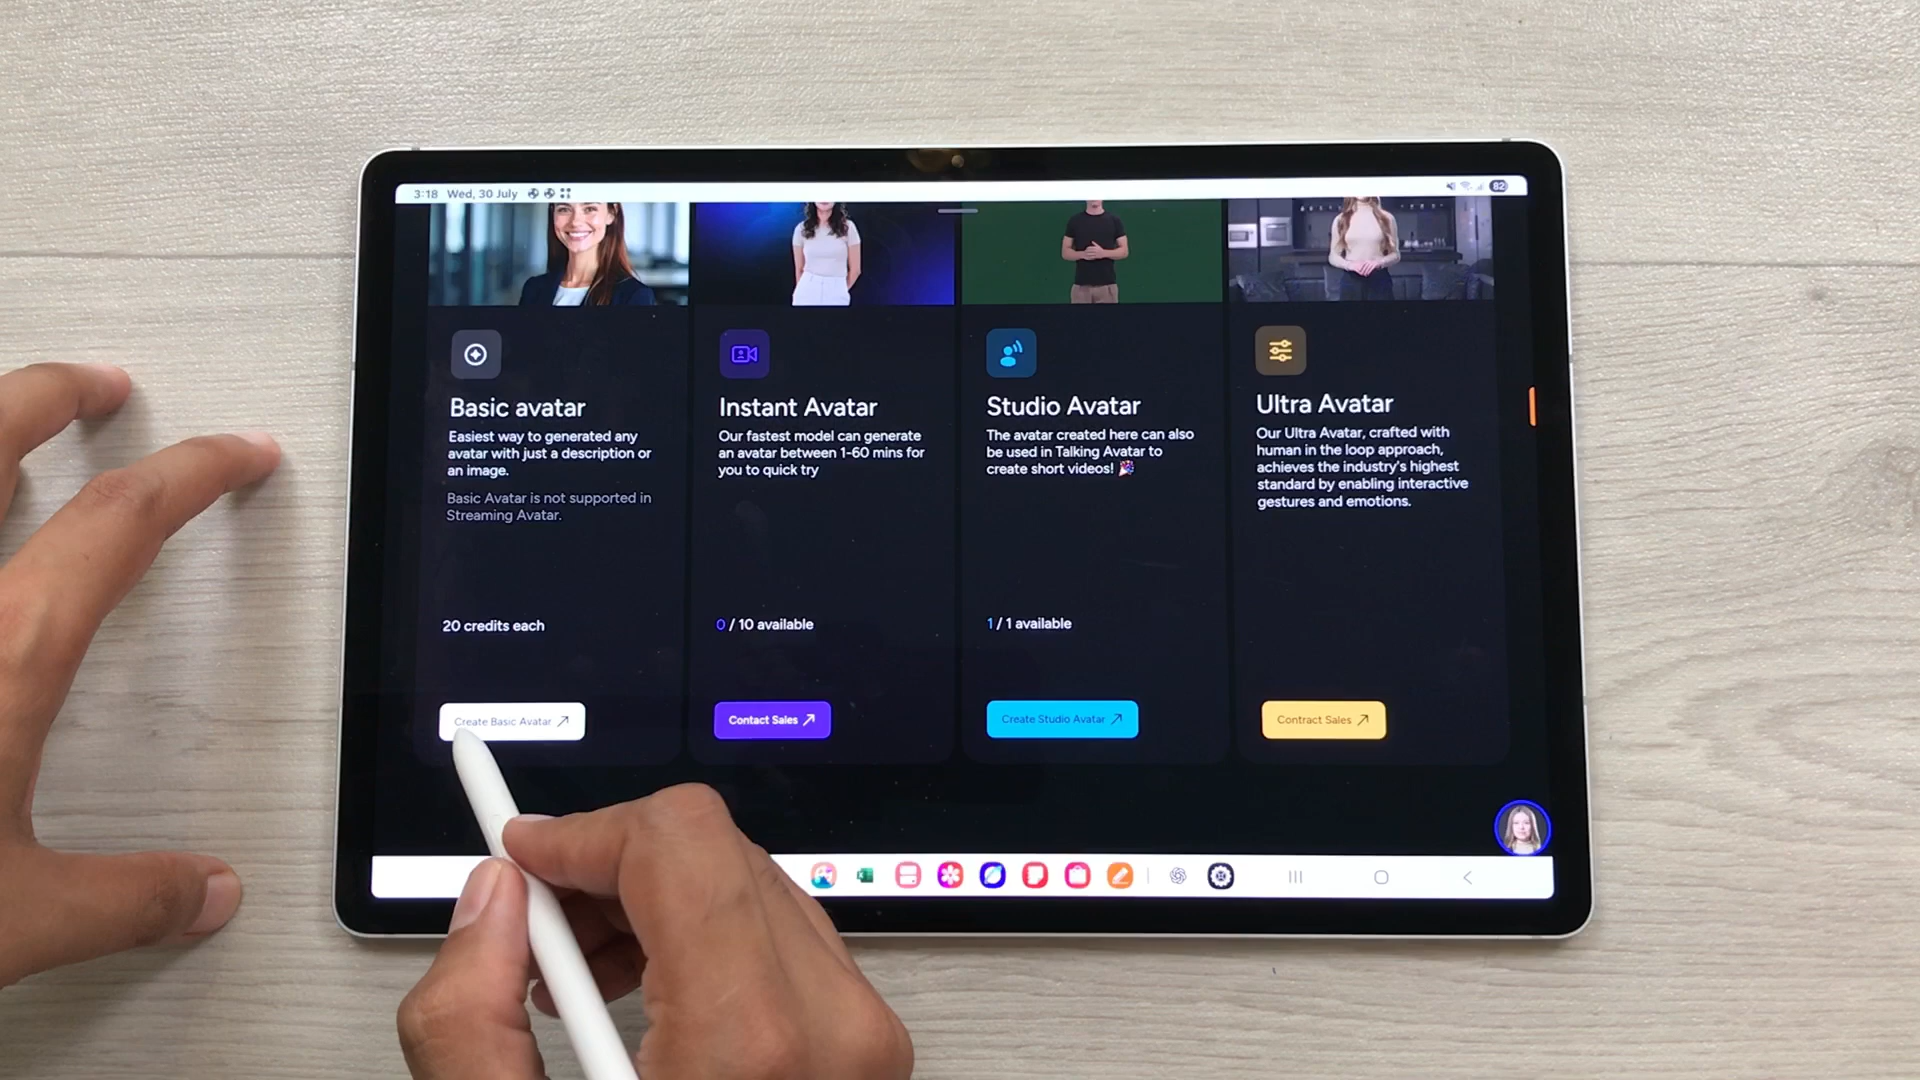 3:18 Wed, 30 July
82
Basic avatar
Easiest way to generated any
avatar with just a description or
an image.
Basic Avatar is not supported in
Streaming Avatar.
20 credits each
Create Basic Avatar
Instant Avatar
Our fastest model can generate
an avatar between 1-60 mins for
you to quick try
0 / 10 available
Contact Sales
Studio Avatar
The avatar created here can also
be used in Talking Avatar to
create short videos! 🎉
1 / 1 available
Create Studio Avatar
Ultra Avatar
Our Ultra Avatar, crafted with
human in the loop approach,
achieves the industry's highest
standard by enabling interactive
gestures and emotions.
Contract Sales